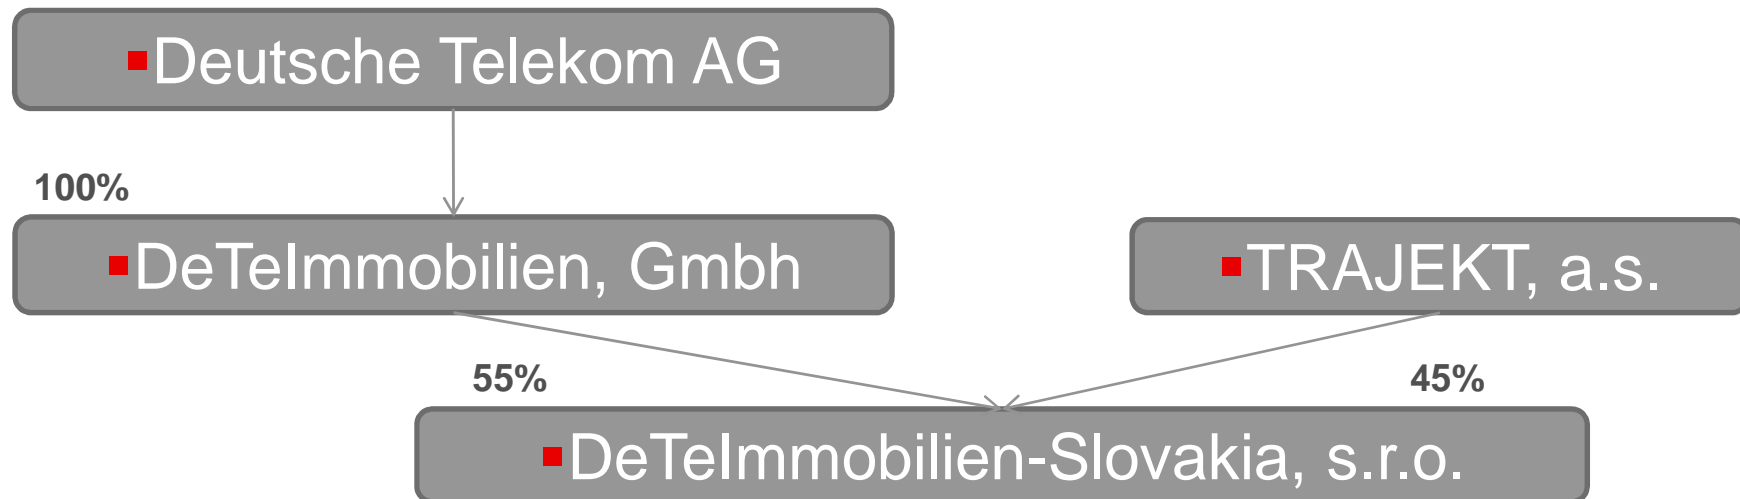 ▪Deutsche Telekom AG
100%
▪DeTeImmobilien, Gmbh
▪TRAJEKT, a.s.
55%
45%
▪DeTeImmobilien-Slovakia, s.r.o.